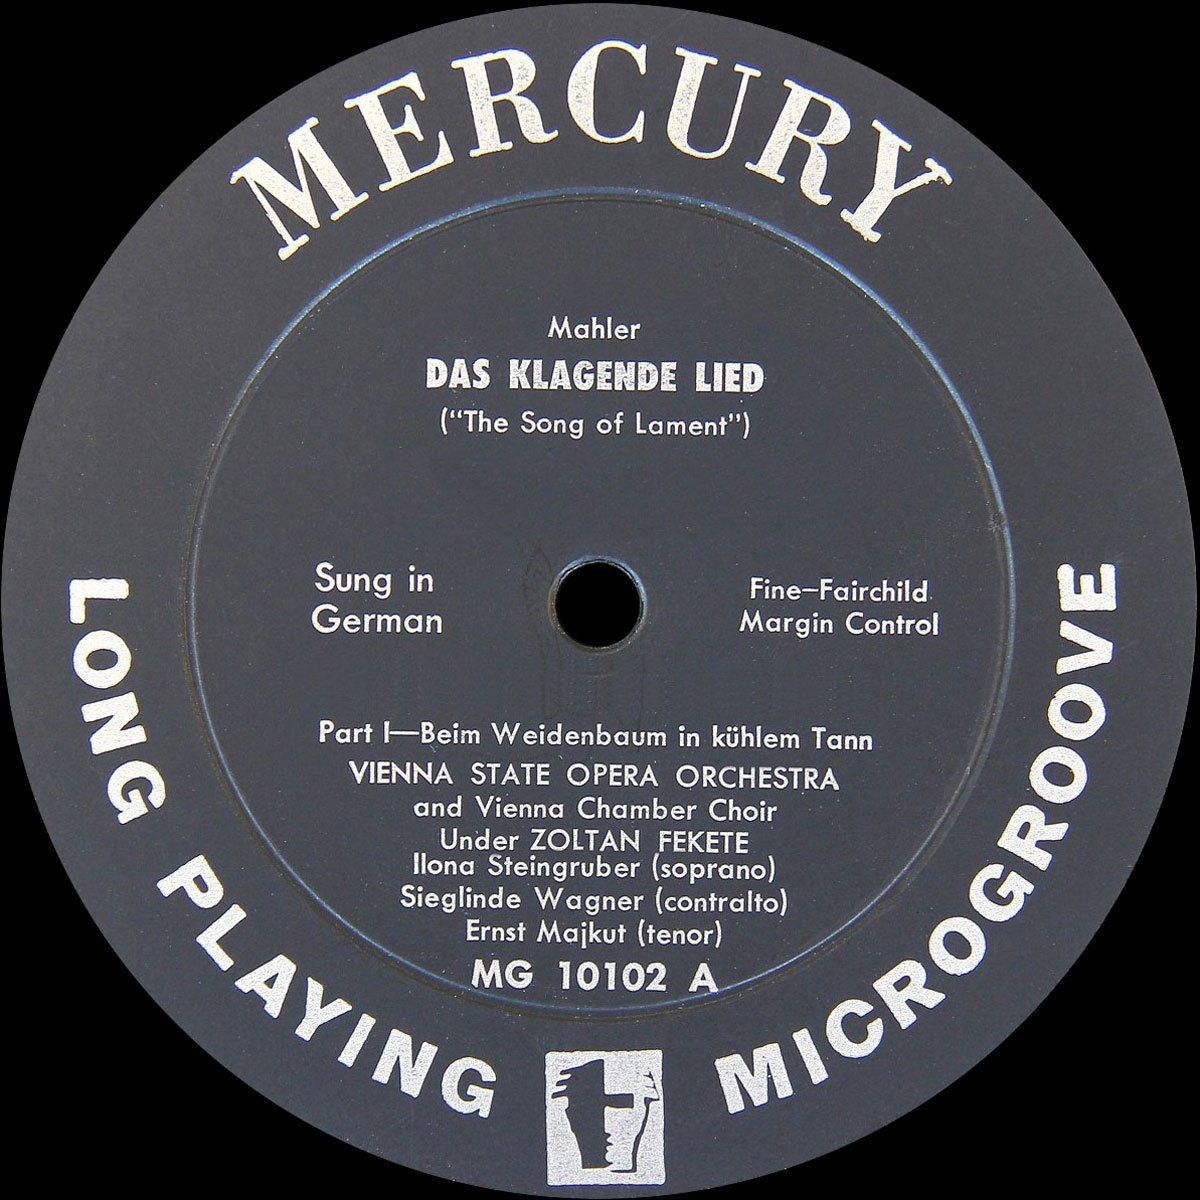 MERCURY
Mahler
DAS KLAGENDE LIED
("The Song of Lament")
Sung in
German
Fine–Fairchild
Margin Control
Part I—Beim Weidenbaum in kühlem Tann
VIENNA STATE OPERA ORCHESTRA
and Vienna Chamber Choir
Under ZOLTAN FEKETE
Ilona Steingruber (soprano)
Sieglinde Wagner (contralto)
Ernst Majkut (tenor)
MG 10102 A
LONG PLAYING
MICROGROOVE